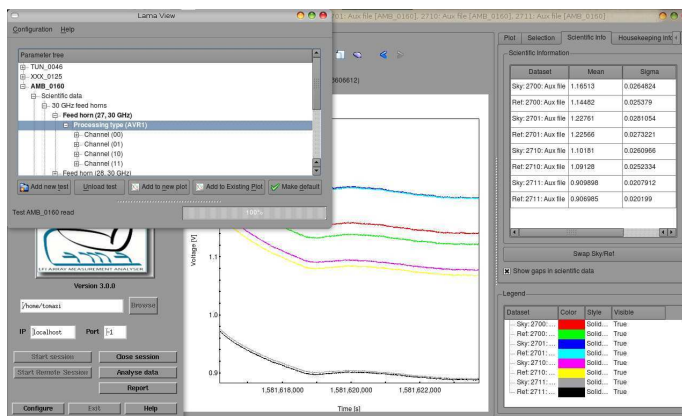 Lama View
01: Aux file [AMB_0160], 2710: Aux file [AMB_0160], 2711: Aux file [AMB_0160]
Configuration Help
Parameter tree
TUN_0046
XXX_0125
AMB_0160
Scientific data
30 GHz feed horns
Feed horn (27, 30 GHz)
Processing type (AVR1)
Channel (00)
Channel (01)
Channel (10)
Channel (11)
Feed horn (28, 30 GHz)
Add new test
Unload test
Add to new plot
Add to Existing Plot
Make default
Test AMB_0160 read
100%
3606612)
LFI ARRAY MEASUREMENT ANALYSER
Version 3.0.0
/home/tomasi
Browse
IP localhost Port -1
Start session
Close session
Start Remote Session
Analyse data
Report
Configure
Exit
Help
Voltage [V]
1.1
1.0
0.9
1,581,618,000 1,581,620,000 1,581,622,000
Time [s]
Plot Selection Scientific Info Housekeeping Info
Scientific Information
Dataset Mean Sigma
Sky: 2700: Aux file 1.16513 0.0264824
Ref: 2700: Aux file 1.14462 0.025379
Sky: 2701: Aux file 1.22761 0.0281054
Ref: 2701: Aux file 1.22566 0.0273221
Sky: 2710: Aux file 1.10181 0.0260966
Ref: 2710: Aux file 1.09128 0.0252334
Sky: 2711: Aux file 0.909898 0.0207912
Ref: 2711: Aux file 0.906985 0.020199
Swap Sky/Ref
Show gaps in scientific data
Legend
Dataset Color Style Visible
Sky: 2700:... Solid... True
Ref: 2700:... Solid... True
Sky: 2701:... Solid... True
Ref: 2701:... Solid... True
Sky: 2710:... Solid... True
Ref: 2710:... Solid... True
Sky: 2711:... Solid... True
Ref: 2711:... Solid... True